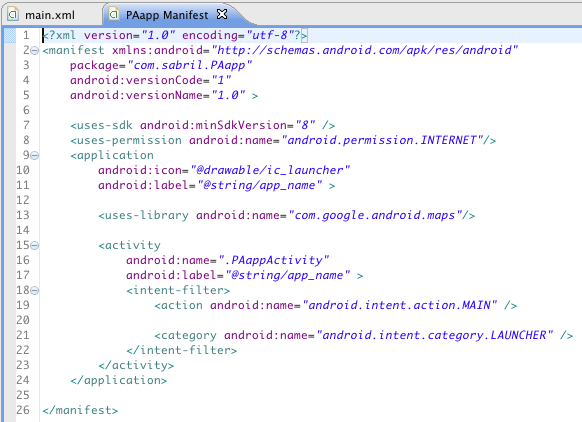 main.xml
PAapp Manifest
1 <?xml version="1.0" encoding="utf-8"?>
2 <manifest xmlns:android="http://schemas.android.com/apk/res/android"
3     package="com.sabril.PAapp"
4     android:versionCode="1"
5     android:versionName="1.0" >
6
7     <uses-sdk android:minSdkVersion="8" />
8     <uses-permission android:name="android.permission.INTERNET"/>
9     <application
10         android:icon="@drawable/ic_launcher"
11         android:label="@string/app_name" >
12
13         <uses-library android:name="com.google.android.maps"/>
14
15         <activity
16             android:name=".PAappActivity"
17             android:label="@string/app_name" >
18             <intent-filter>
19                 <action android:name="android.intent.action.MAIN" />
20
21                 <category android:name="android.intent.category.LAUNCHER" />
22             </intent-filter>
23         </activity>
24     </application>
25
26 </manifest>